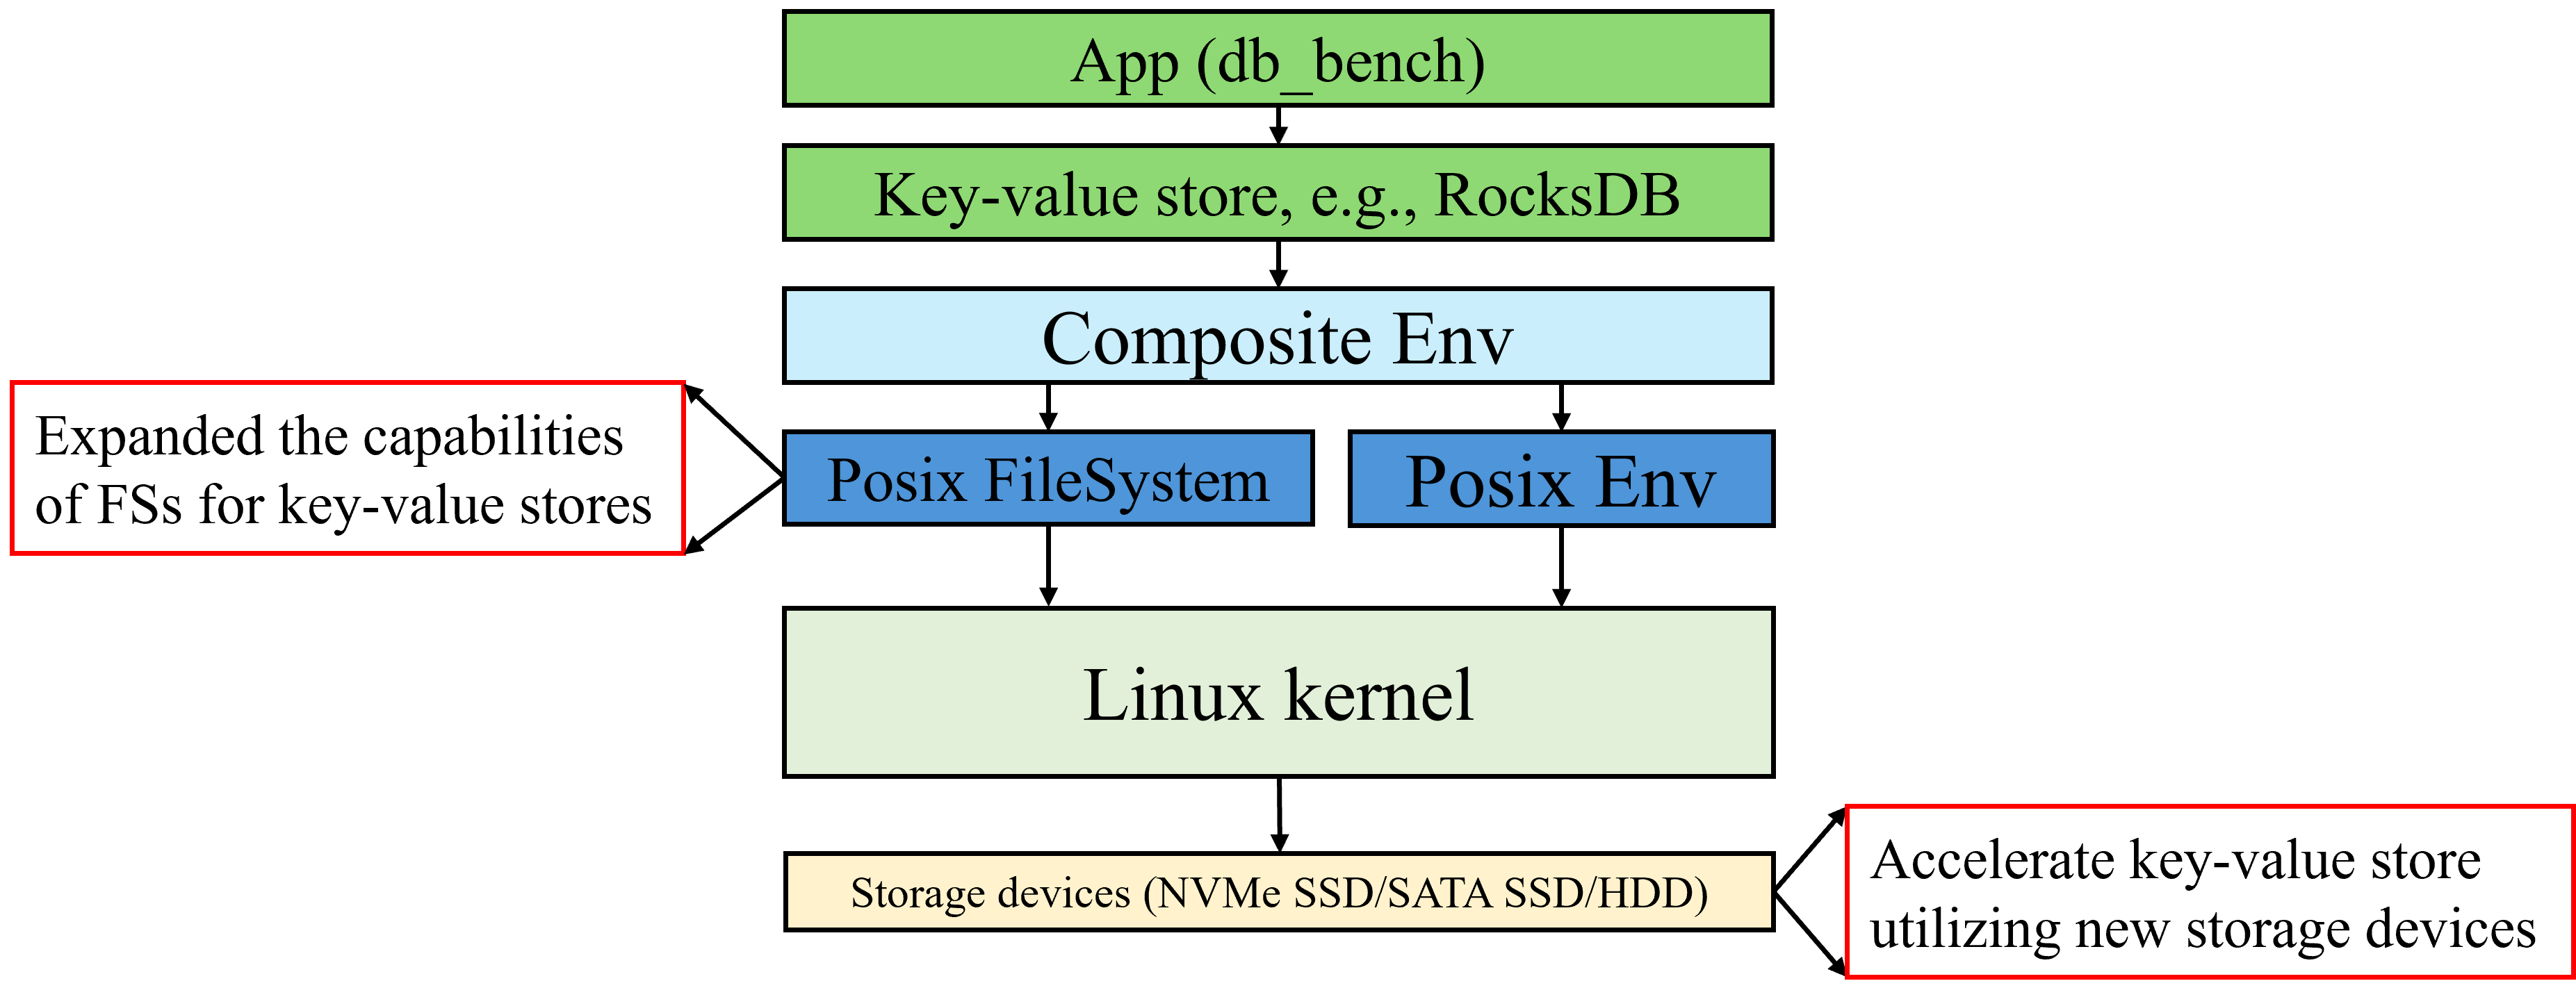 App (db_bench)
Key-value store, e.g., RocksDB
Composite Env
Expanded the capabilities
of FSs for key-value stores
Posix FileSystem
Posix Env
Linux kernel
Storage devices (NVMe SSD/SATA SSD/HDD)
Accelerate key-value store
utilizing new storage devices